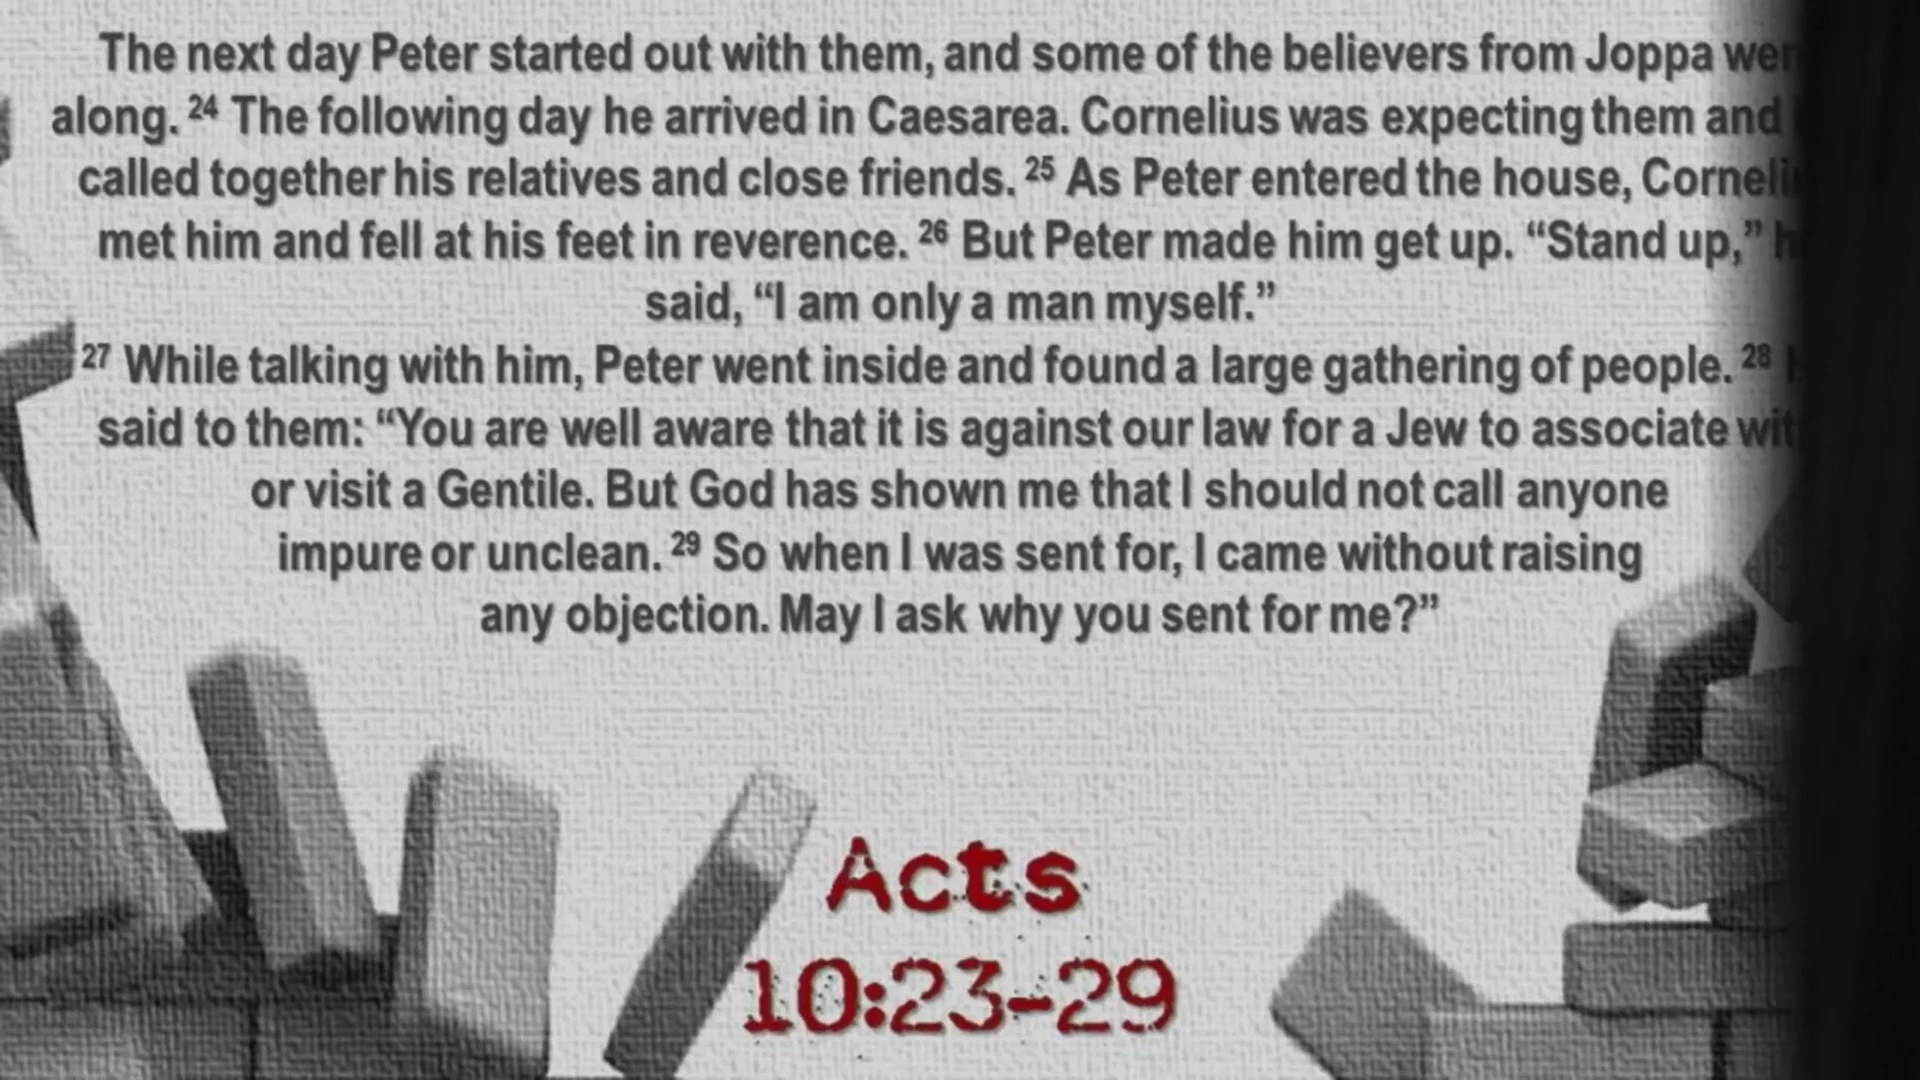 The next day Peter started out with them, and some of the believers from Joppa
along. 24 The following day he arrived in Caesarea. Cornelius was expecting them and
called together his relatives and close friends. 25 As Peter entered the house,
met him and fell at his feet in reverence. 26 But Peter made him get up. “Stand up,”
said, “I am only a man myself.”
27 While talking with him, Peter went inside and found a large gathering of people. 28
said to them: “You are well aware that it is against our law for a Jew to associate
or visit a Gentile. But God has shown me that I should not call anyone
impure or unclean. 29 So when I was sent for, I came without raising
any objection. May I ask why you sent for me?”
Acts
10:23-29